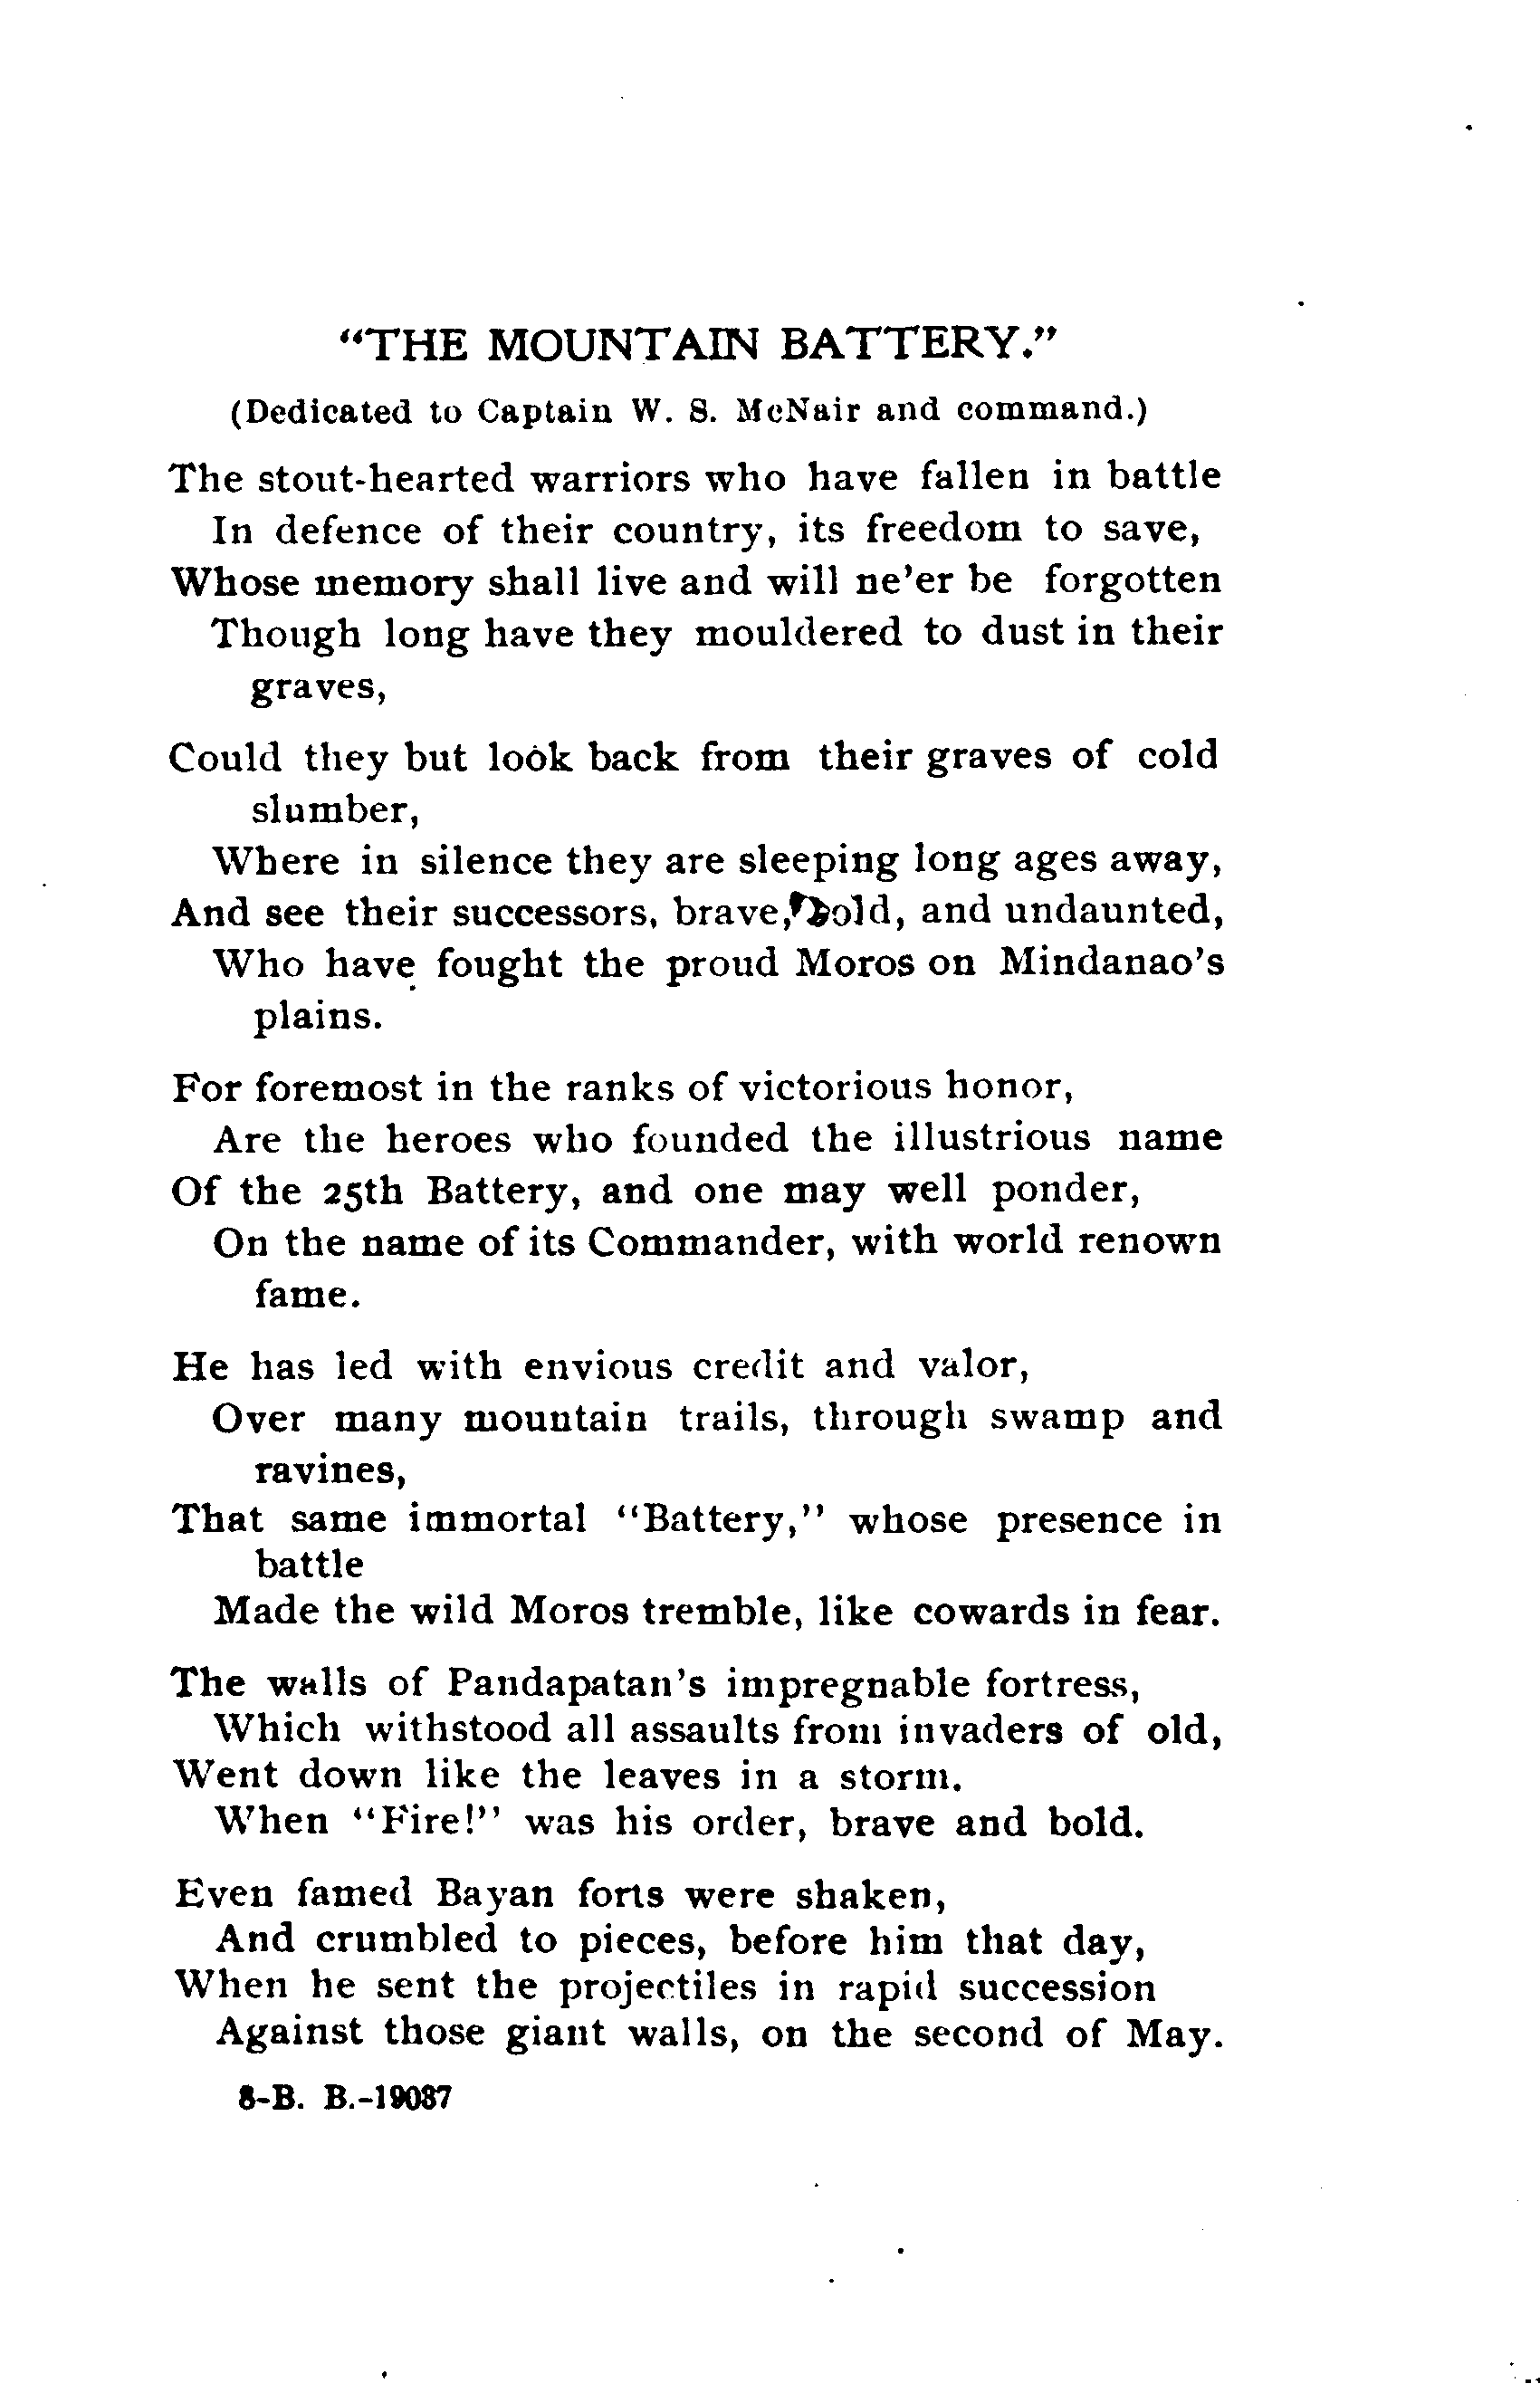 "THE MOUNTAIN BATTERY."
(Dedicated to Captain W. S. McNair and command.)
The stout-hearted warriors who have fallen in battle
In defence of their country, its freedom to save,
Whose memory shall live and will ne'er be forgotten
Though long have they mouldered to dust in their
graves,
Could they but look back from their graves of cold
slumber,
Where in silence they are sleeping long ages away,
And see their successors, brave, bold, and undaunted,
Who have fought the proud Moros on Mindanao's
plains.
For foremost in the ranks of victorious honor,
Are the heroes who founded the illustrious name
Of the 25th Battery, and one may well ponder,
On the name of its Commander, with world renown
fame.
He has led with envious credit and valor,
Over many mountain trails, through swamp and
ravines,
That same immortal "Battery," whose presence in
battle
Made the wild Moros tremble, like cowards in fear.
The walls of Pandapatan's impregnable fortress,
Which withstood all assaults from invaders of old,
Went down like the leaves in a storm.
When "Fire!" was his order, brave and bold.
Even famed Bayan forts were shaken,
And crumbled to pieces, before him that day,
When he sent the projectiles in rapid succession
Against those giant walls, on the second of May.
8-B. B.-19037